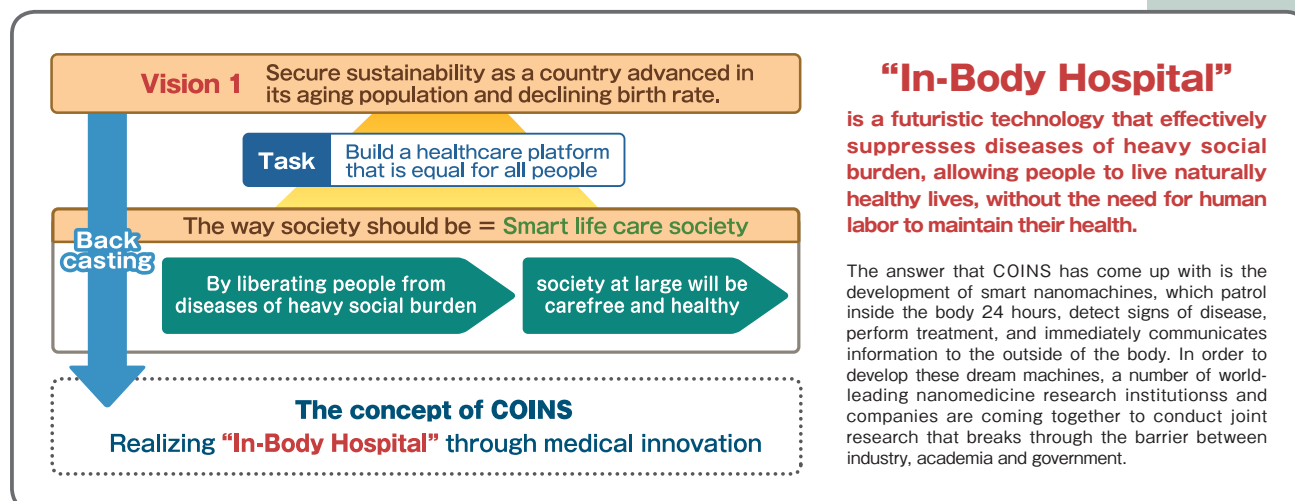 Vision 1
Secure sustainability as a country advanced in
its aging population and declining birth rate.
Task
Build a healthcare platform
that is equal for all people
The way society should be = Smart life care society
Back
casting
By liberating people from
diseases of heavy social burden
society at large will be
carefree and healthy
The concept of COINS
Realizing “In-Body Hospital” through medical innovation
“In-Body Hospital”
is a futuristic technology that effectively
suppresses diseases of heavy social
burden, allowing people to live naturally
healthy lives, without the need for human
labor to maintain their health.
The answer that COINS has come up with is the
development of smart nanomachines, which patrol
inside the body 24 hours, detect signs of disease,
perform treatment, and immediately communicates
information to the outside of the body. In order to
develop these dream machines, a number of world-
leading nanomedicine research institutionss and
companies are coming together to conduct joint
research that breaks through the barrier between
industry, academia and government.